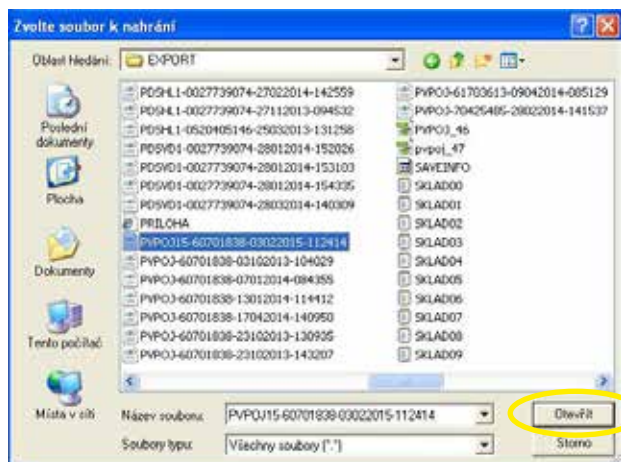 Zvolte soubor k nahrání
Oblast hledání:
EXPORT
Poslední dokumenty
Plocha
Dokumenty
Tento počítač
Místa v síti
PDSHL1-0027739074-27022014-142559
PDSHL1-0027739074-27112013-094532
PDSHL1-0520405146-25032013-131258
PDSVD1-0027739074-28012014-152026
PDSVD1-0027739074-28012014-153103
PDSVD1-0027739074-28012014-154335
PDSVD1-0027739074-28032014-140309
PRILOHA
PVPOJ15-60701838-03022015-112414
PVPOJ-60701838-03102013-104029
PVPOJ-60701838-07012014-084355
PVPOJ-60701838-13012014-114412
PVPOJ-60701838-17042014-140950
PVPOJ-60701838-23102013-130935
PVPOJ-60701838-23102013-143207
PVPOJ-61703613-09042014-085129
PVPOJ-70425485-28022014-141537
PVPOJ_46
pvpoj_47
SAVEINFO
SKLAD00
SKLAD01
SKLAD02
SKLAD03
SKLAD04
SKLAD05
SKLAD06
SKLAD07
SKLAD08
SKLAD09
Název souboru:
PVPOJ15-60701838-03022015-112414
Otevřít
Soubory typu:
Všechny soubory (*.*)
Storno